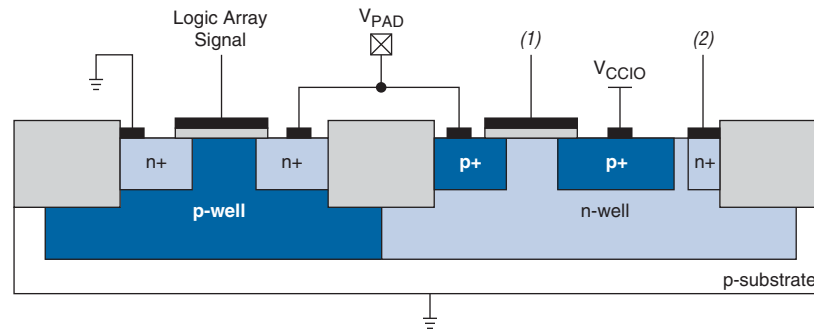 Logic Array
Signal
VPAD
(1)
(2)
VCCIO
n+
n+
p+
p+
n+
p-well
n-well
p-substrate